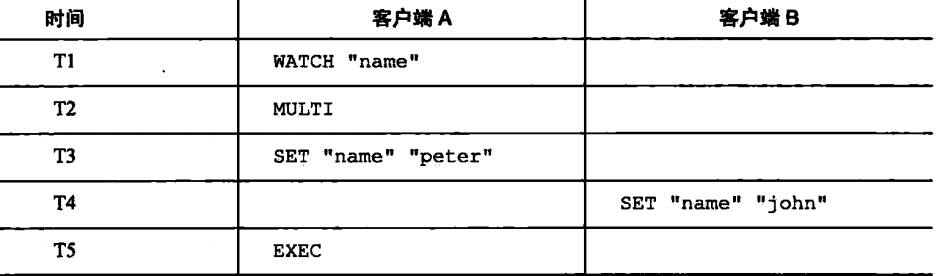 时间 客户端 A 客户端 B
T1 WATCH "name"
T2 MULTI
T3 SET "name" "peter"
T4 SET "name" "john"
T5 EXEC